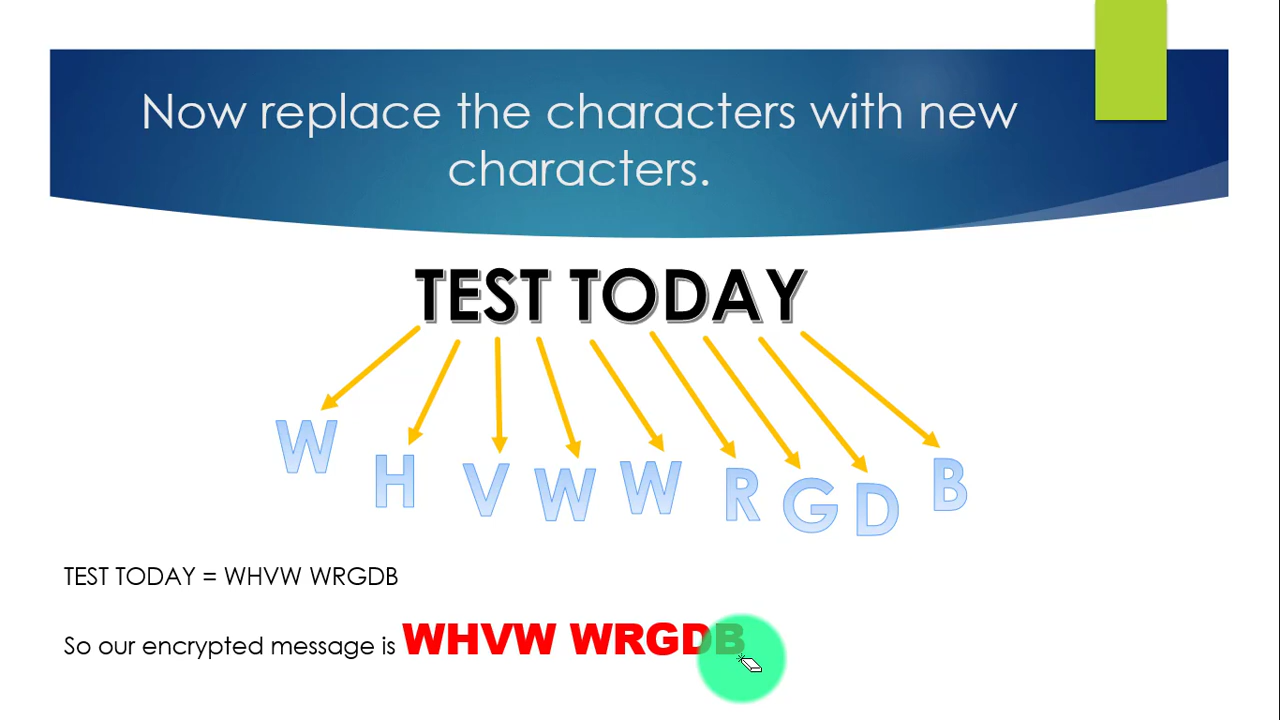 Now replace the characters with new
characters.
TEST TODAY
W H V W W R G D B
TEST TODAY = WHVW WRGDB
So our encrypted message is WHVW WRGDB